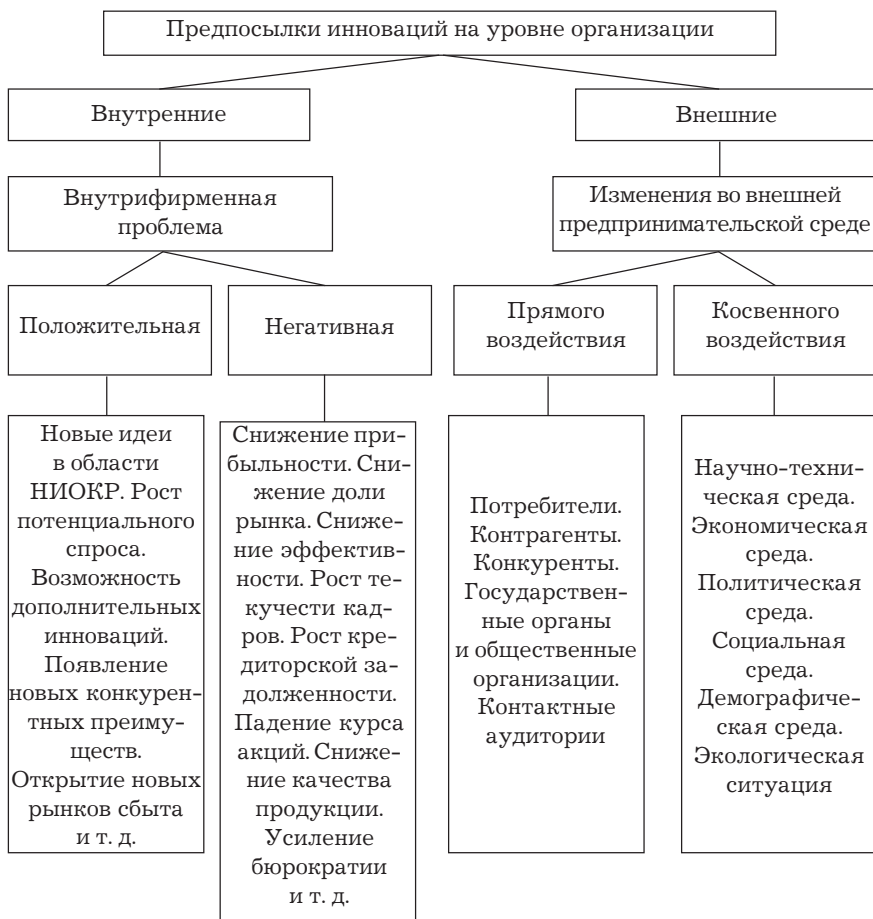 Предпосылки инноваций на уровне организации
Внутренние
Внешние
Внутрифирменная
проблема
Изменения во внешней
предпринимательской среде
Положительная
Негативная
Прямого
воздействия
Косвенного
воздействия
Новые идеи
в области
НИОКР. Рост
потенциального
спроса.
Возможность
дополнительных
инноваций.
Появление
новых конкурен-
нтных преиму-
ществ.
Открытие новых
рынков сбыта
и т. д.
Снижение при-
быльности. Сни-
жение доли
рынка. Сниже-
ние эффектив-
ности. Рост те-
кучести кад-
ров. Рост кре-
диторской за-
долженности.
Падение курса
акций. Сниже-
ние качества
продукции.
Усиление
бюрократии
и т. д.
Потребители.
Контрагенты.
Конкуренты.
Государствен-
ные органы
и общественные
организации.
Контактные
аудитории
Научно-техни-
ческая среда.
Экономическая
среда.
Политическая
среда.
Социальная
среда.
Демографиче-
ская среда.
Экологическая
ситуация